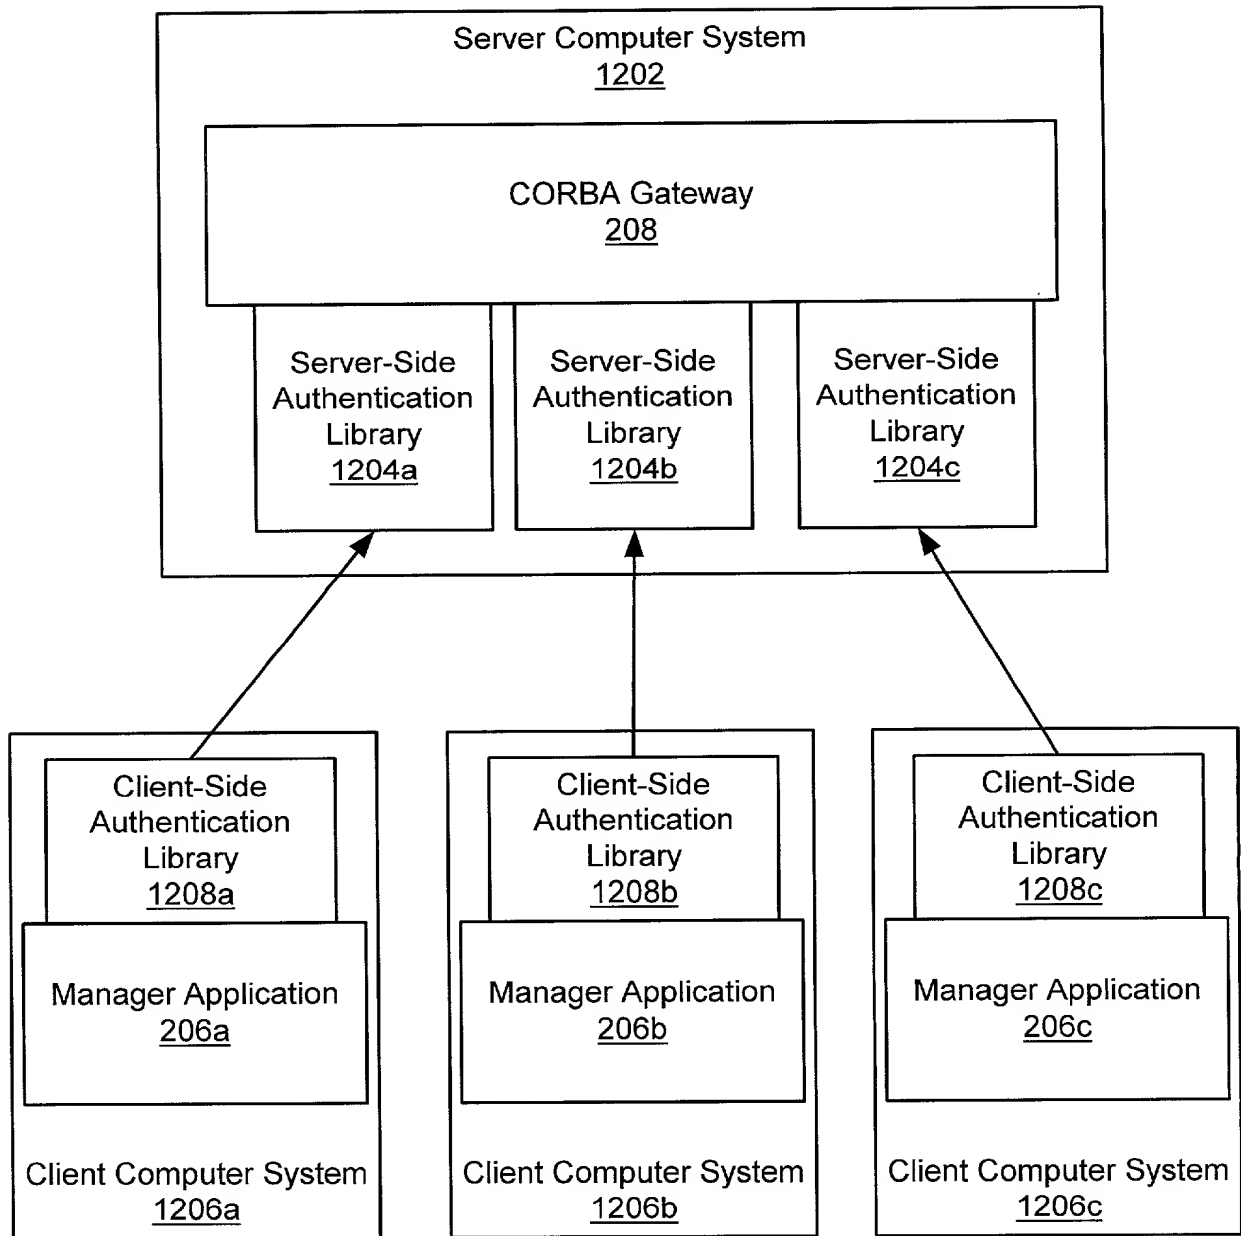 Server Computer System
1202
CORBA Gateway
208
Server-Side
Authentication
Library
1204a
Server-Side
Authentication
Library
1204b
Server-Side
Authentication
Library
1204c
Client-Side
Authentication
Library
1208a
Manager Application
206a
Client Computer System
1206a
Client-Side
Authentication
Library
1208b
Manager Application
206b
Client Computer System
1206b
Client-Side
Authentication
Library
1208c
Manager Application
206c
Client Computer System
1206c